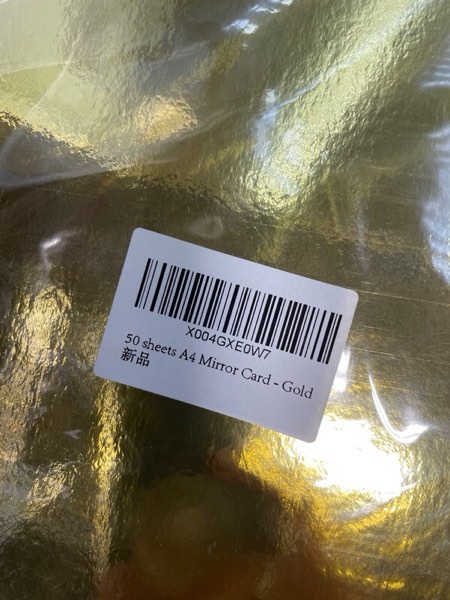 X004GXE0W7
50 sheets A4 Mirror Card - Gold
新品